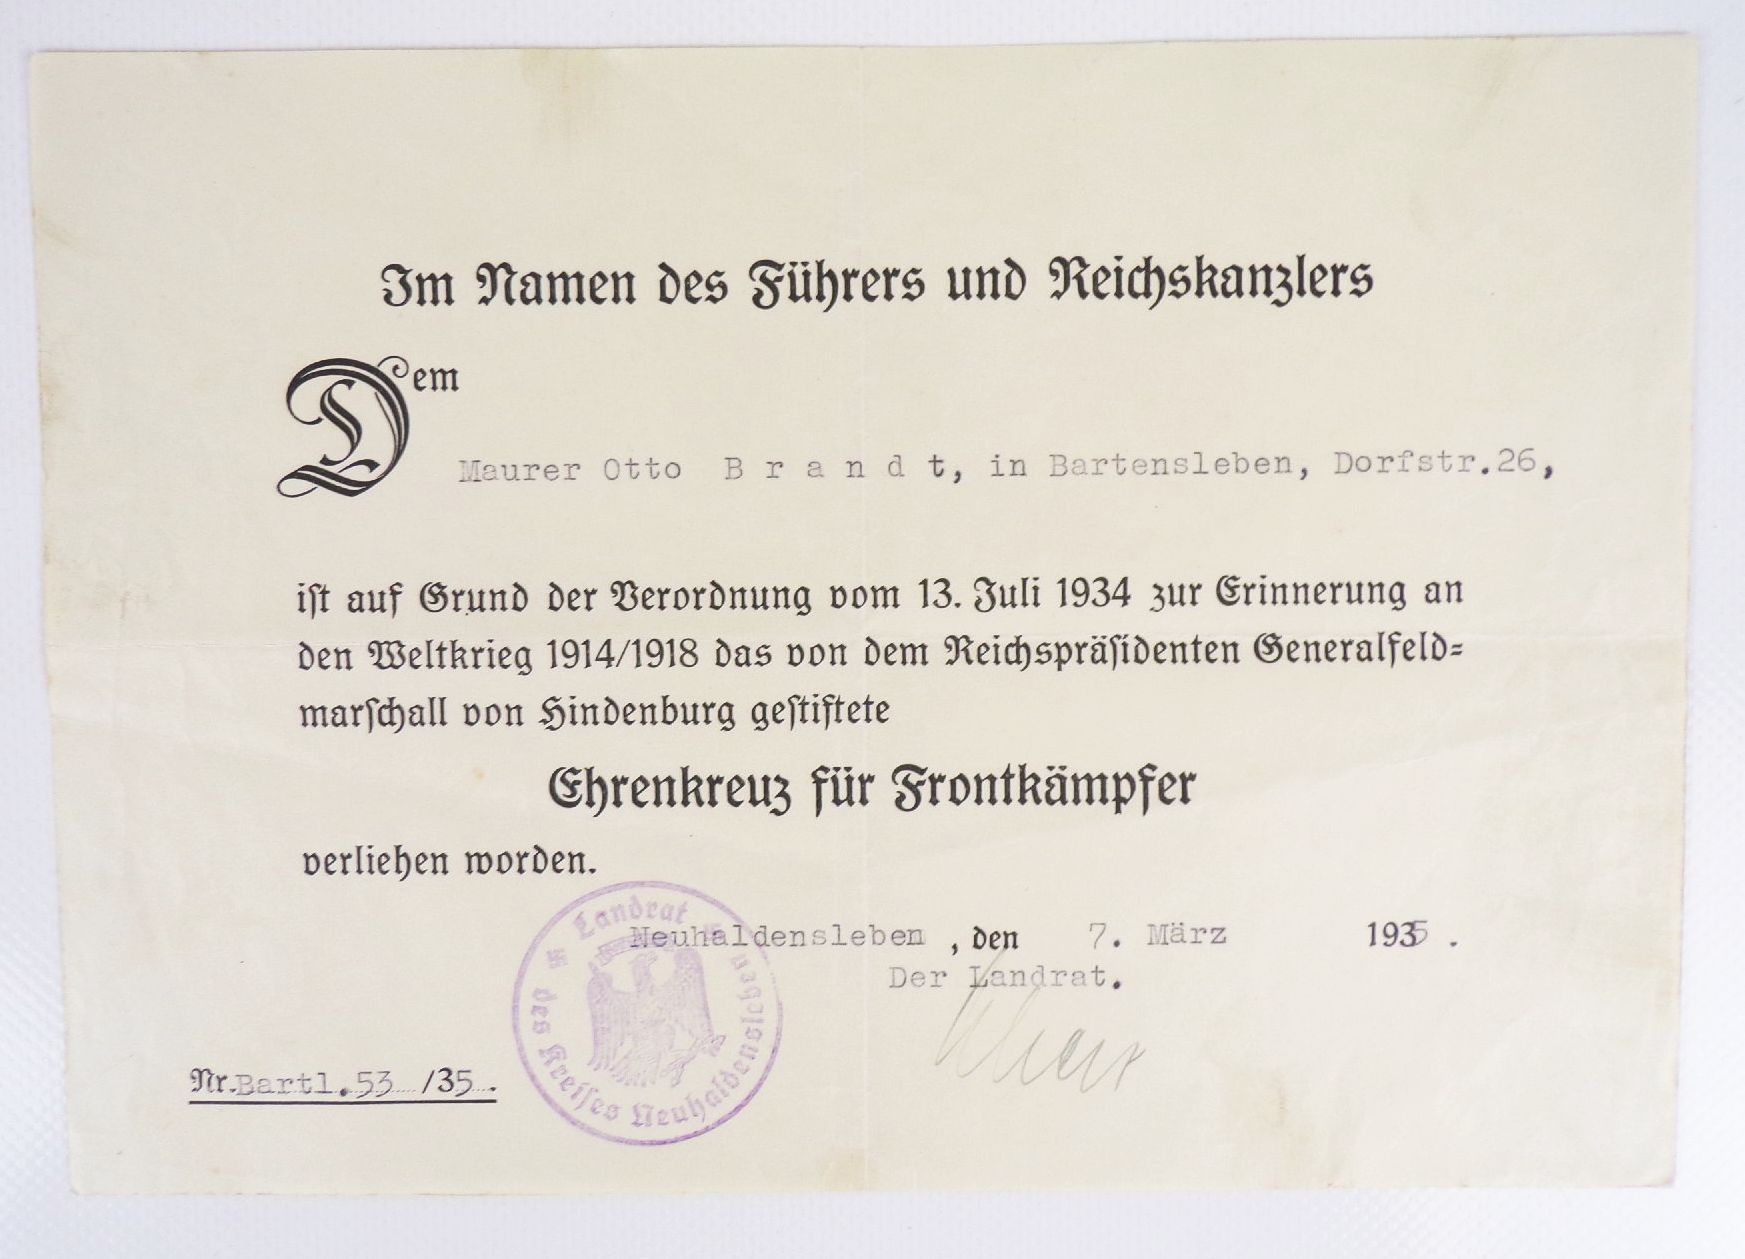 Im Namen des Führers und Reichskanzlers
Dem
Maurer Otto B r a n d t, in Bartensleben, Dorfstr.26,
iſt auf Grund der Verordnung vom 13. Juli 1934 zur Erinnerung an
den Weltkrieg 1914/1918 das von dem Reichspräſidenten Generalfeld=
marſchall von Hindenburg geſtiftete
Ehrenkreuz für Frontkämpfer
verliehen worden.
Neuhaldensleben , den 7. März 1935 .
Der Landrat.
Nr.Bartl.53 /35 .
Landrat des Kreiſes Neuhaldensleben